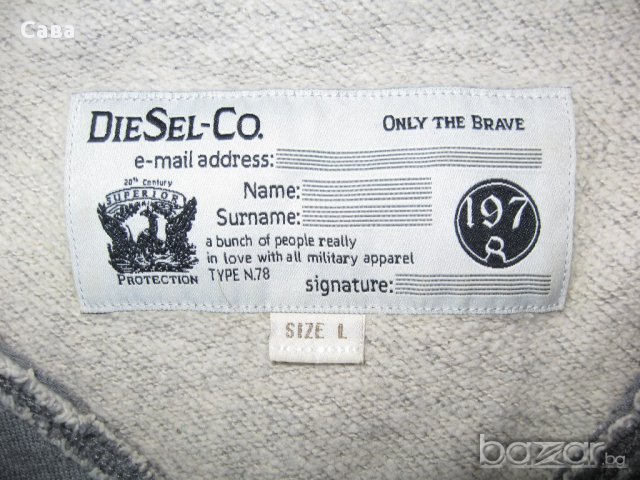 Сава
DIESEL-CO.
ONLY THE BRAVE
e-mail address:
20th Century
SUPERIOR
PROTECTION
Name:
Surname:
197
8
a bunch of people really
in love with all military apparel
TYPE N.78
signature:
SIZE L
bazar.bg